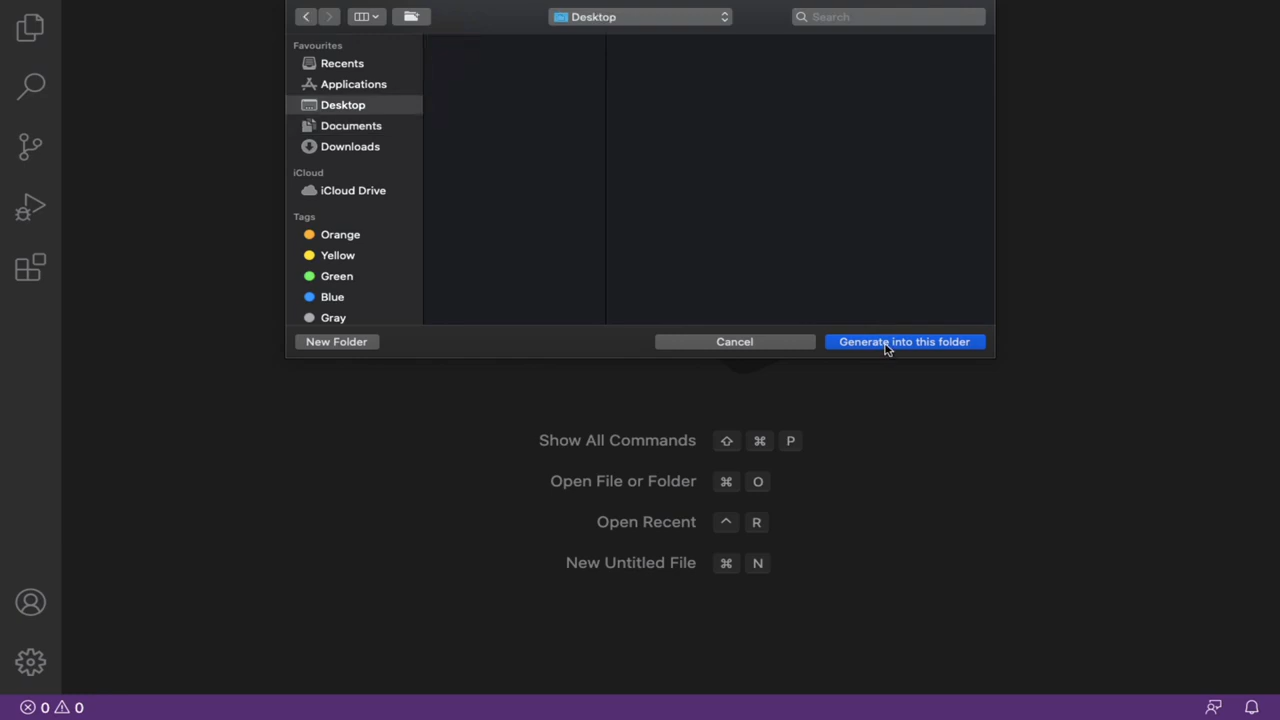 Desktop
Search
Favourites
Recents
Applications
Desktop
Documents
Downloads
iCloud
iCloud Drive
Tags
Orange
Yellow
Green
Blue
Gray
New Folder
Cancel
Generate into this folder
Show All Commands ⇧ ⌘ P
Open File or Folder ⌘ O
Open Recent ^ R
New Untitled File ⌘ N
0 0